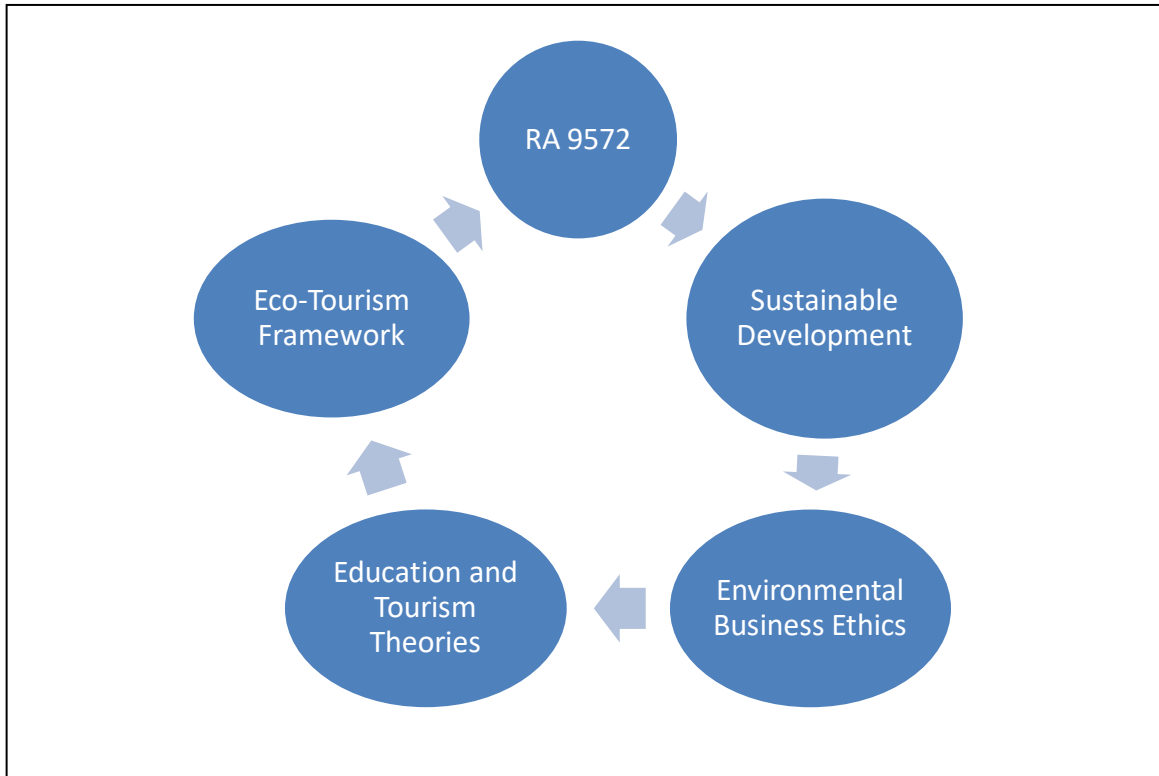 RA 9572
Sustainable
Development
Environmental
Business Ethics
Education and
Tourism
Theories
Eco-Tourism
Framework